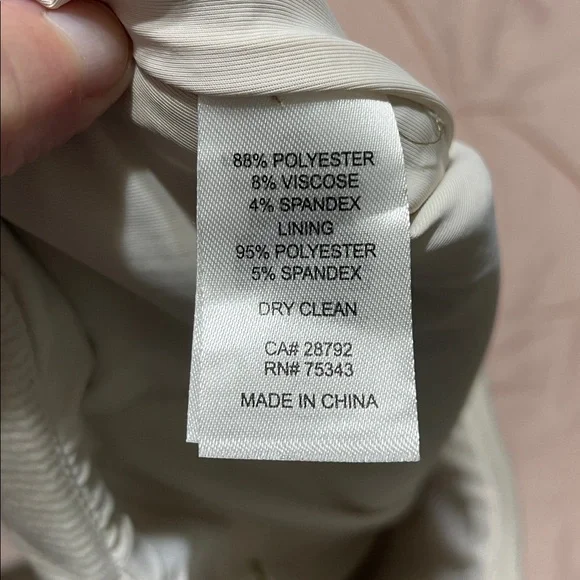 88% POLYESTER
8% VISCOSE
4% SPANDEX
LINING
95% POLYESTER
5% SPANDEX
DRY CLEAN
CA# 28792
RN# 75343
MADE IN CHINA